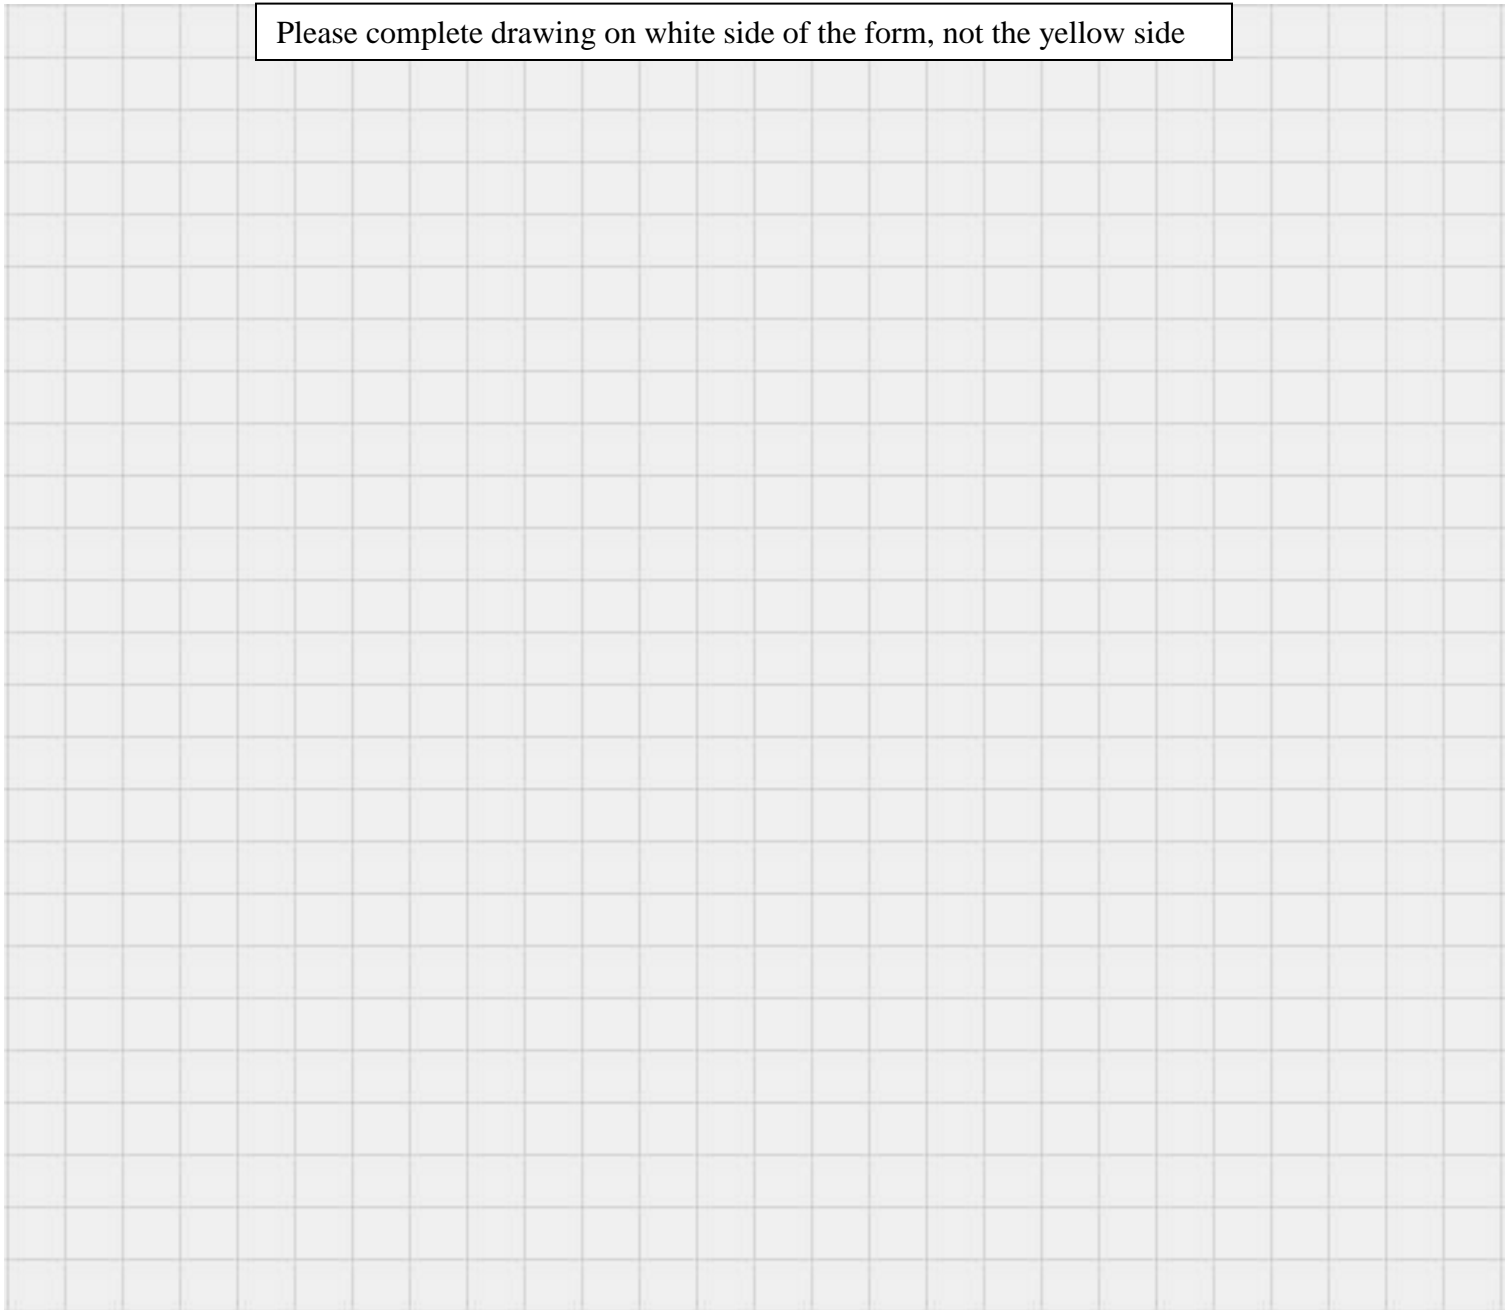 Please complete drawing on white side of the form, not the yellow side